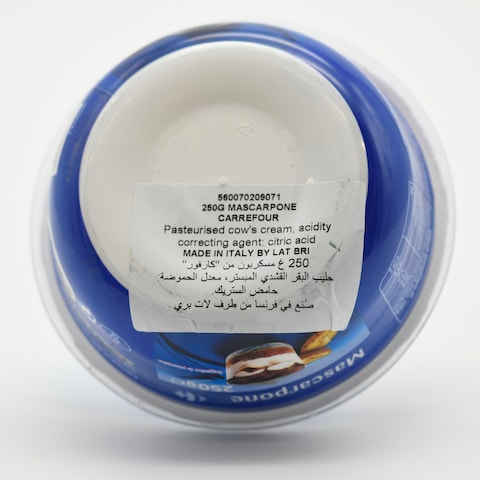 560070209071
250G MASCARPONE
CARREFOUR
Pasteurised cow's cream, acidity
correcting agent: citric acid
MADE IN ITALY BY LAT BRI
250 غ مسكربون من "كارفور"
حليب البقر القشدي المبستر، معدل الحموضة:
حامض الستريك
صنع في فرنسا من طرف لات بري
Mascarpone
250g